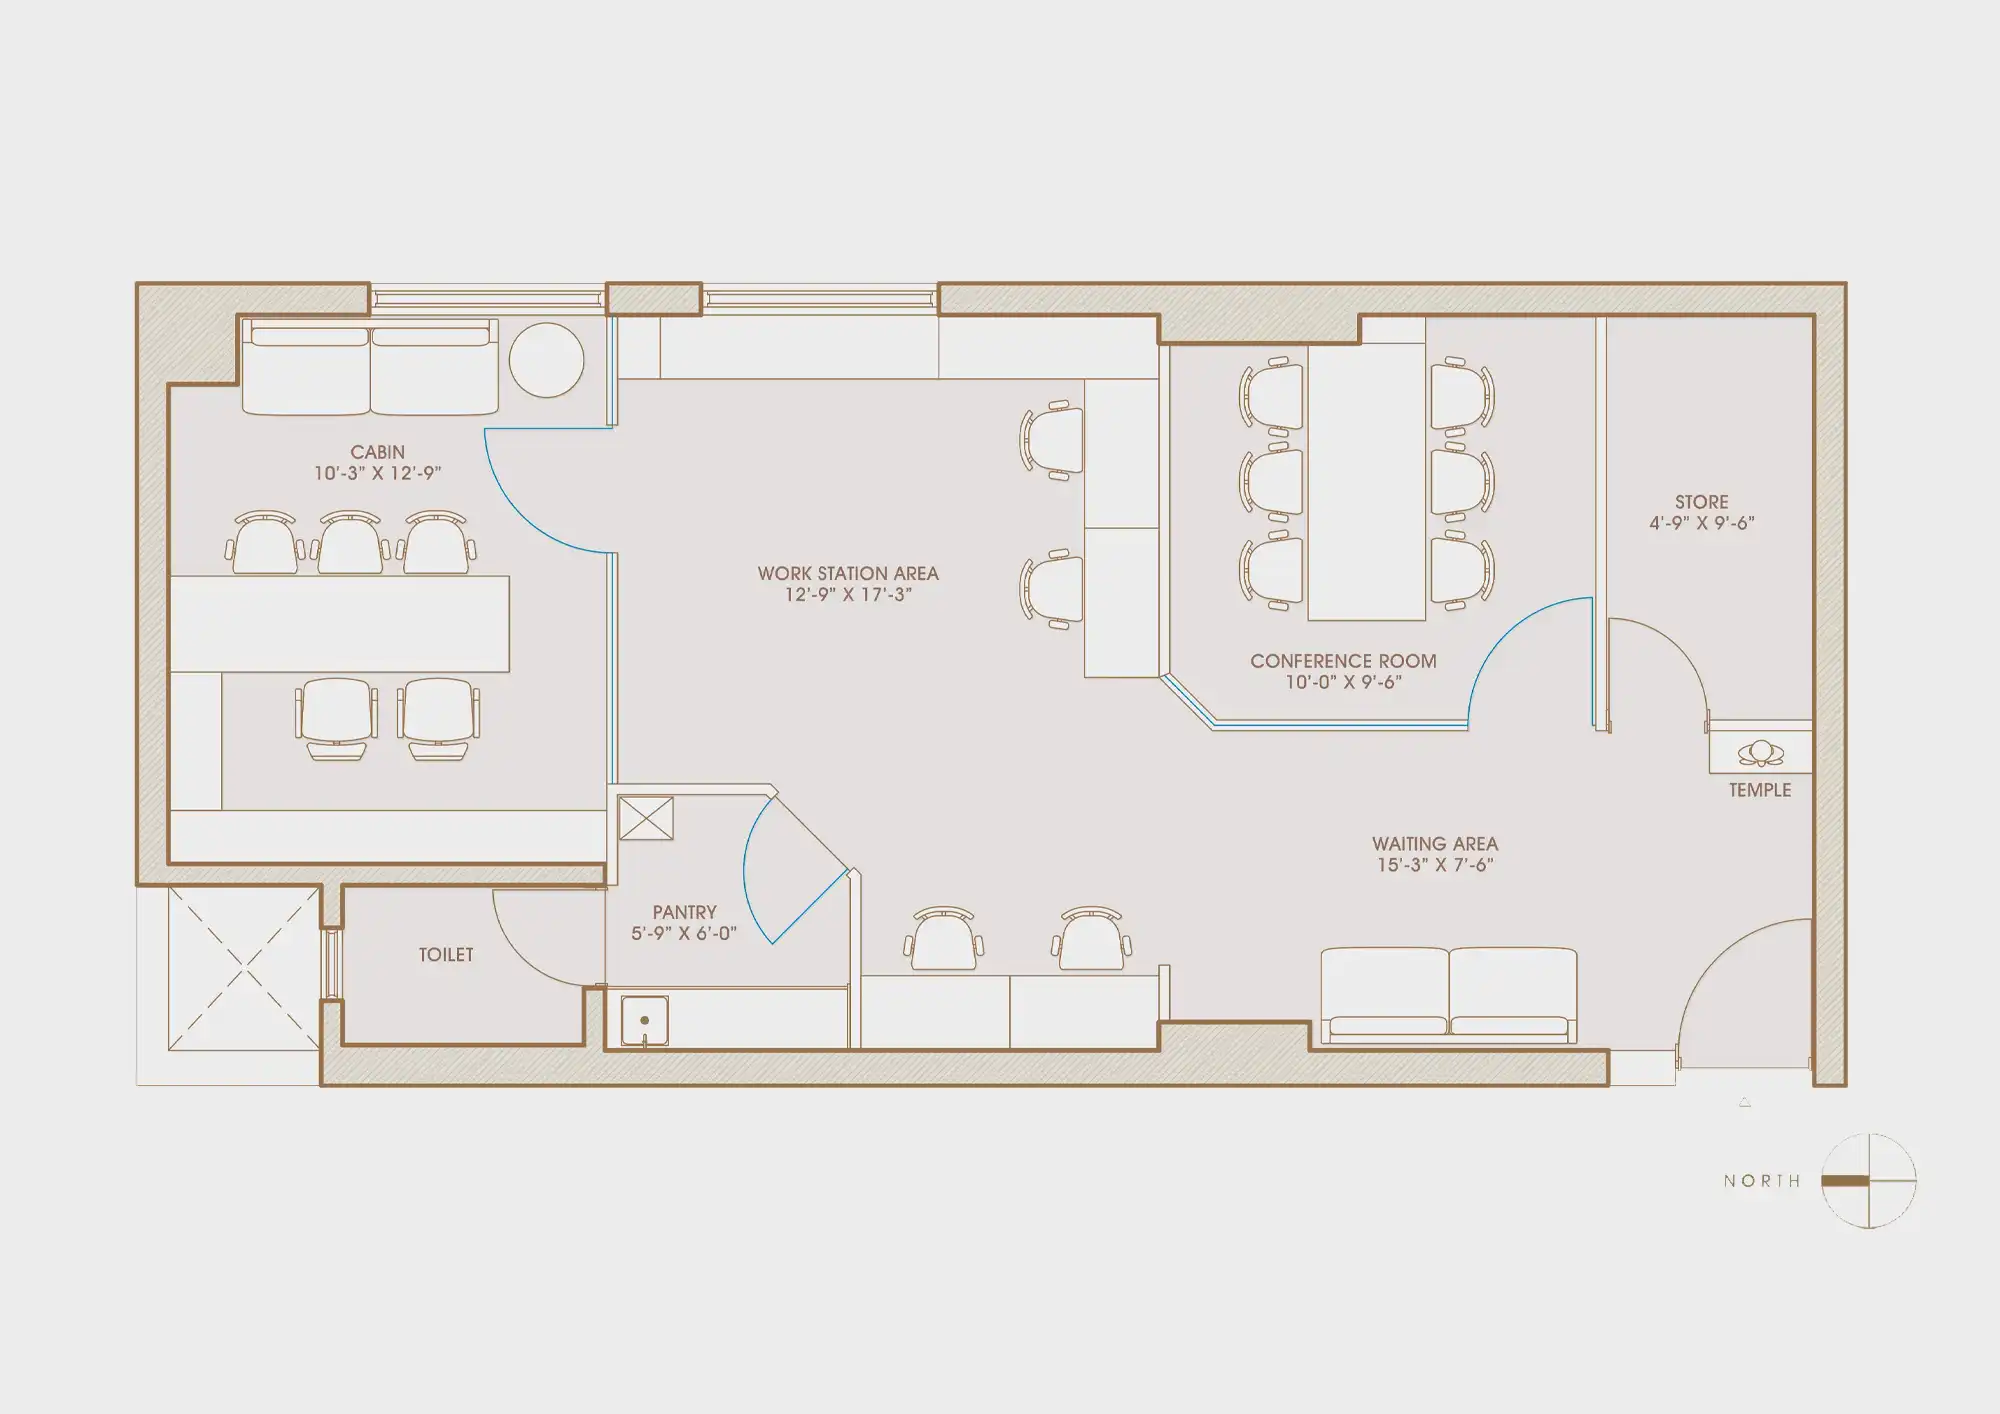 CABIN
10'-3" X 12'-9"
WORK STATION AREA
12'-9" X 17'-3"
CONFERENCE ROOM
10'-0" X 9'-6"
STORE
4'-9" X 9'-6"
TEMPLE
WAITING AREA
15'-3" X 7'-6"
PANTRY
5'-9" X 6'-0"
TOILET
NORTH